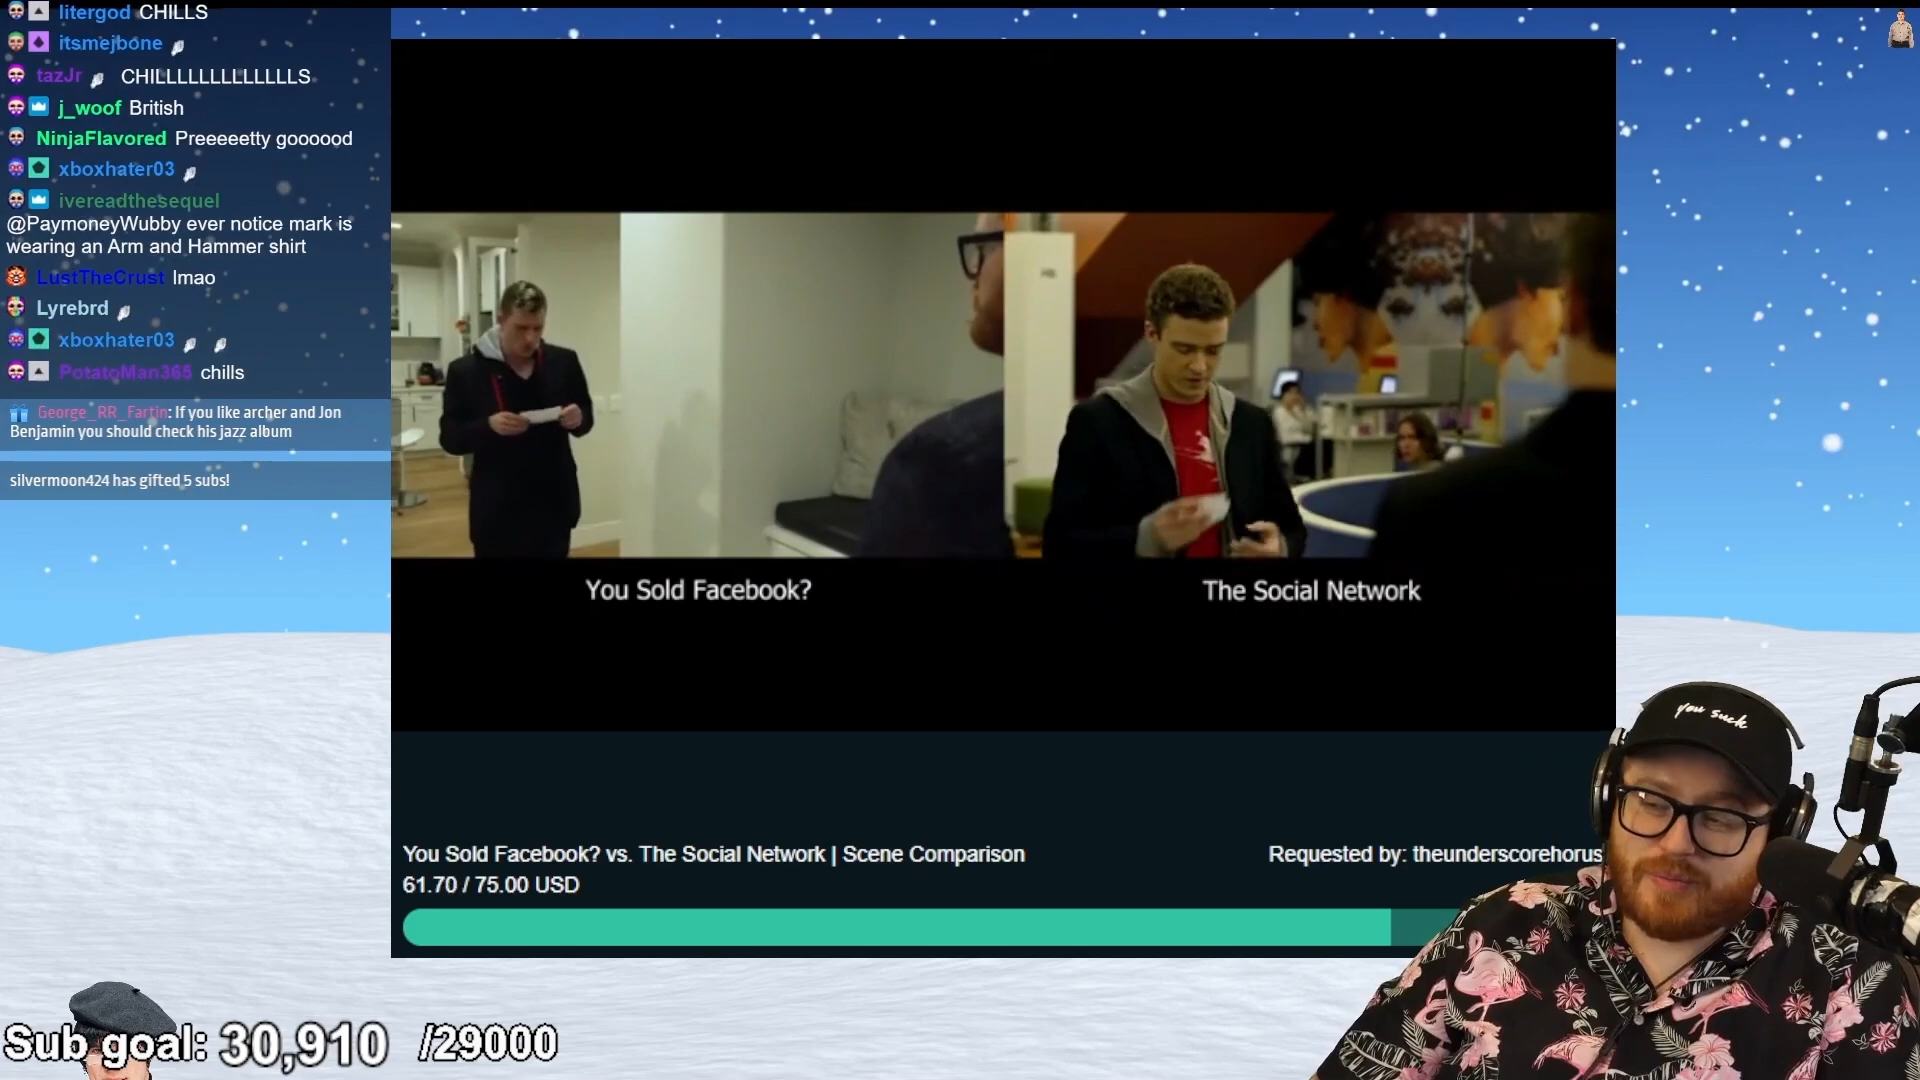 litergod CHILLS
itsmejbone
tazJr CHILLLLLLLLLLLLLS
j_woof British
NinjaFlavored Preeeeetty goooood
xboxhater03
ivereadthesequel
@PaymoneyWubby ever notice mark is
wearing an Arm and Hammer shirt
LustTheCrust lmao
Lyrebrd
xboxhater03
PotatoMan365 chills
George_RR_Fartin: If you like archer and Jon
Benjamin you should check his jazz album
silvermoon424 has gifted 5 subs!
You Sold Facebook?
The Social Network
you suck
You Sold Facebook? vs. The Social Network | Scene Comparison
Requested by: theunderscorehorus
61.70 / 75.00 USD
Sub goal: 30,910 /29000